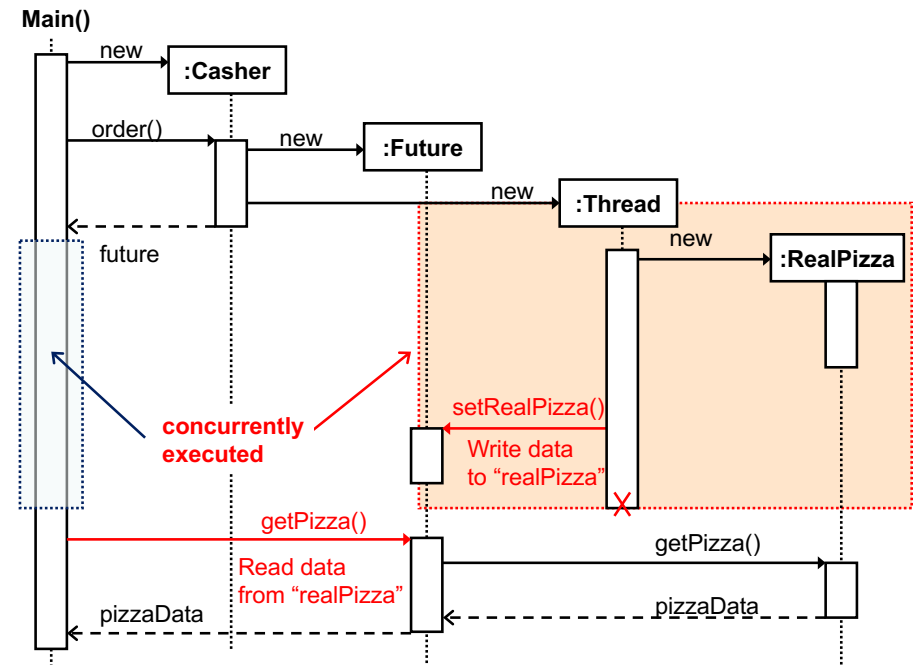 Main()
new
:Casher
order()
new
:Future
new
:Thread
future
new
:RealPizza
concurrently
executed
setRealPizza()
Write data
to “realPizza”
getPizza()
Read data
from “realPizza”
getPizza()
pizzaData
pizzaData